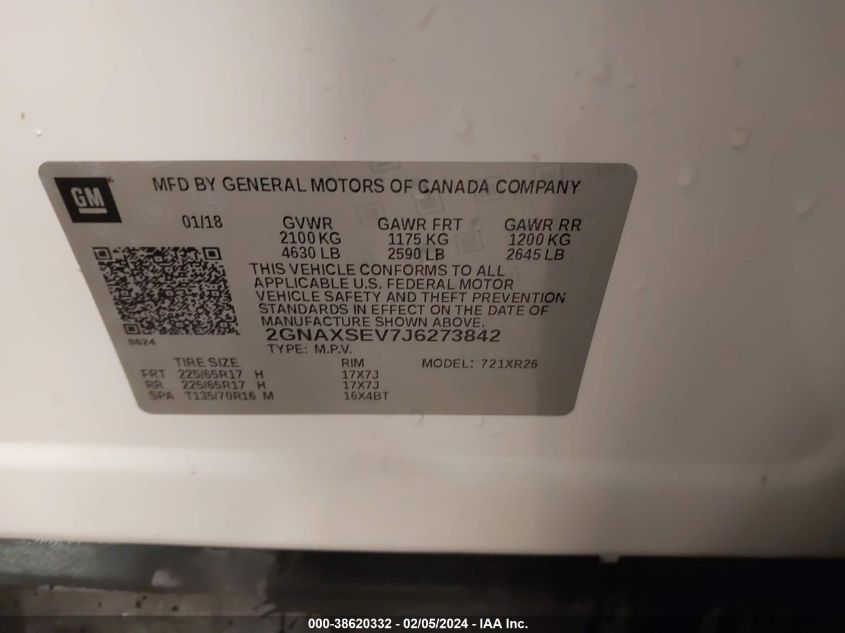 GM
MFD BY GENERAL MOTORS OF CANADA COMPANY
01/18 GVWR GAWR FRT GAWR RR
2100 KG 1175 KG 1200 KG
4630 LB 2590 LB 2645 LB
THIS VEHICLE CONFORMS TO ALL
APPLICABLE U.S. FEDERAL MOTOR
VEHICLE SAFETY AND THEFT PREVENTION
STANDARDS IN EFFECT ON THE DATE OF
MANUFACTURE SHOWN ABOVE.
2GNAXSEV7J6273842
8624
TYPE: M.P.V.
TIRE SIZE RIM MODEL: 721XR26
FRT 225/65R17 H 17X7J
RR 225/65R17 H 17X7J
SPA T135/70R16 M 16X4BT
000-38620332 - 02/05/2024 - IAA Inc.